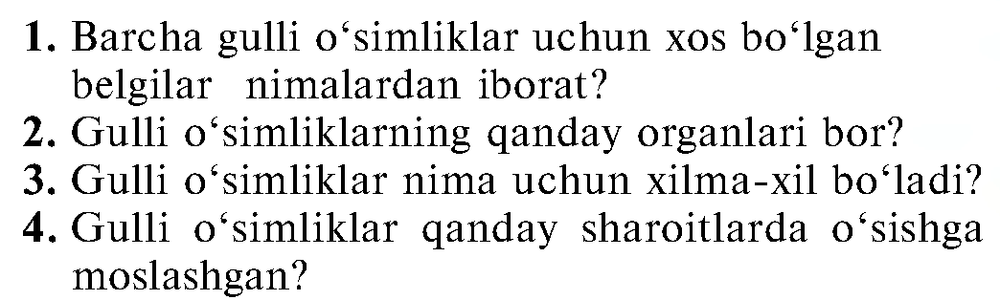 1. Barcha gulli o‘simliklar uchun xos bo‘lgan
belgilar nimalardan iborat?
2. Gulli o‘simliklarning qanday organlari bor?
3. Gulli o‘simliklar nima uchun xilma-xil bo‘ladi?
4. Gulli o‘simliklar qanday sharoitlarda o‘sishga
moslashgan?